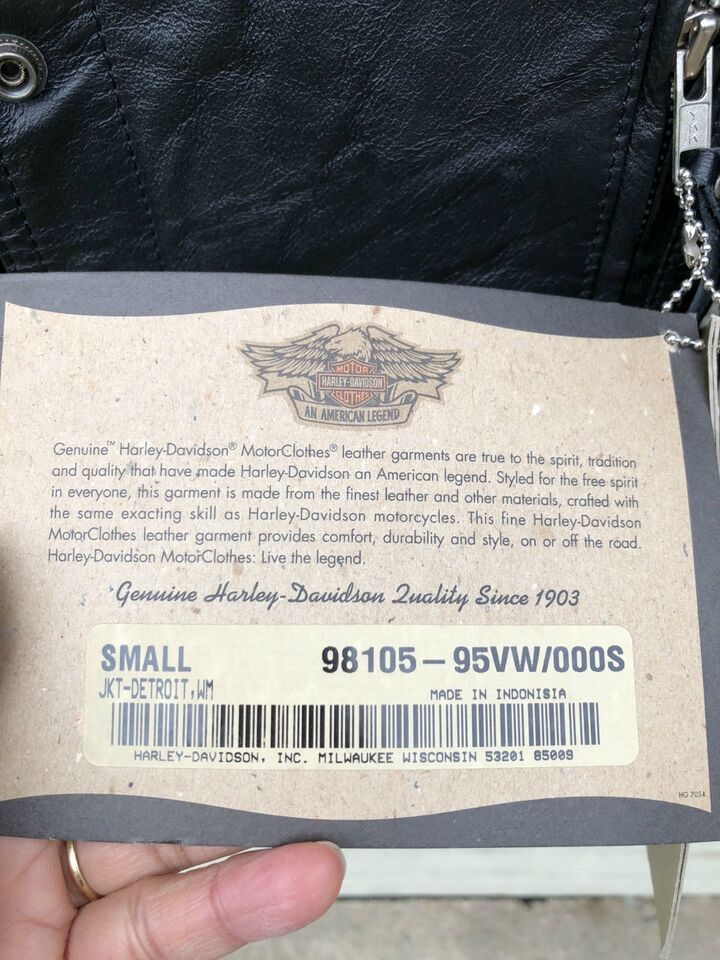 YKK
MOTOR
HARLEY-DAVIDSON
CLOTHES
AN AMERICAN LEGEND
Genuine™ Harley-Davidson® MotorClothes® leather garments are true to the spirit, tradition
and quality that have made Harley-Davidson an American legend. Styled for the free spirit
in everyone, this garment is made from the finest leather and other materials, crafted with
the same exacting skill as Harley-Davidson motorcycles. This fine Harley-Davidson
MotorClothes leather garment provides comfort, durability and style, on or off the road.
Harley-Davidson MotorClothes: Live the legend.
Genuine Harley-Davidson Quality Since 1903
SMALL 98105-95VW/000S
JKT-DETROIT,WM MADE IN INDONISIA
HARLEY-DAVIDSON, INC. MILWAUKEE WISCONSIN 53201 85009
HG 7054